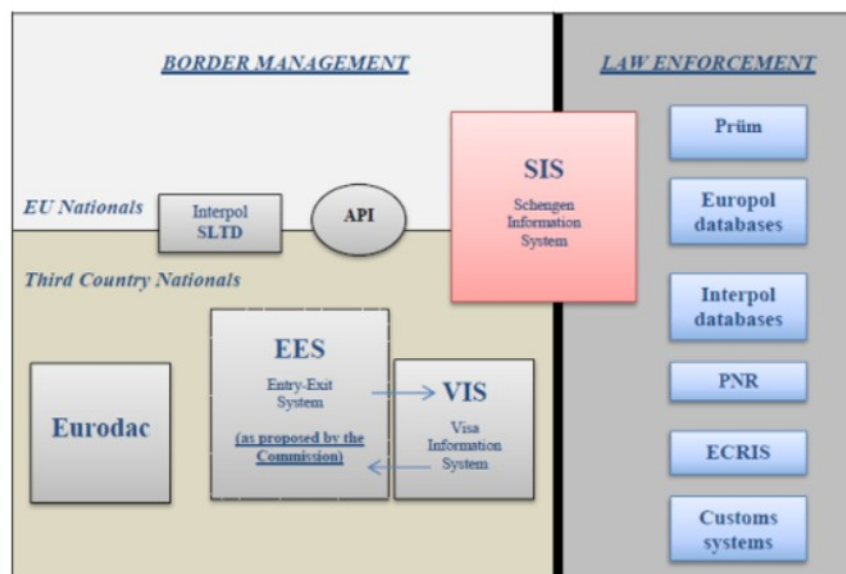 BORDER MANAGEMENT
LAW ENFORCEMENT
EU Nationals
Interpol
SLTD
API
SIS
Schengen
Information
System
Third Country Nationals
Eurodac
EES
Entry-Exit
System
(as proposed by the
Commission)
VIS
Visa
Information
System
Prüm
Europol
databases
Interpol
databases
PNR
ECRIS
Customs
systems